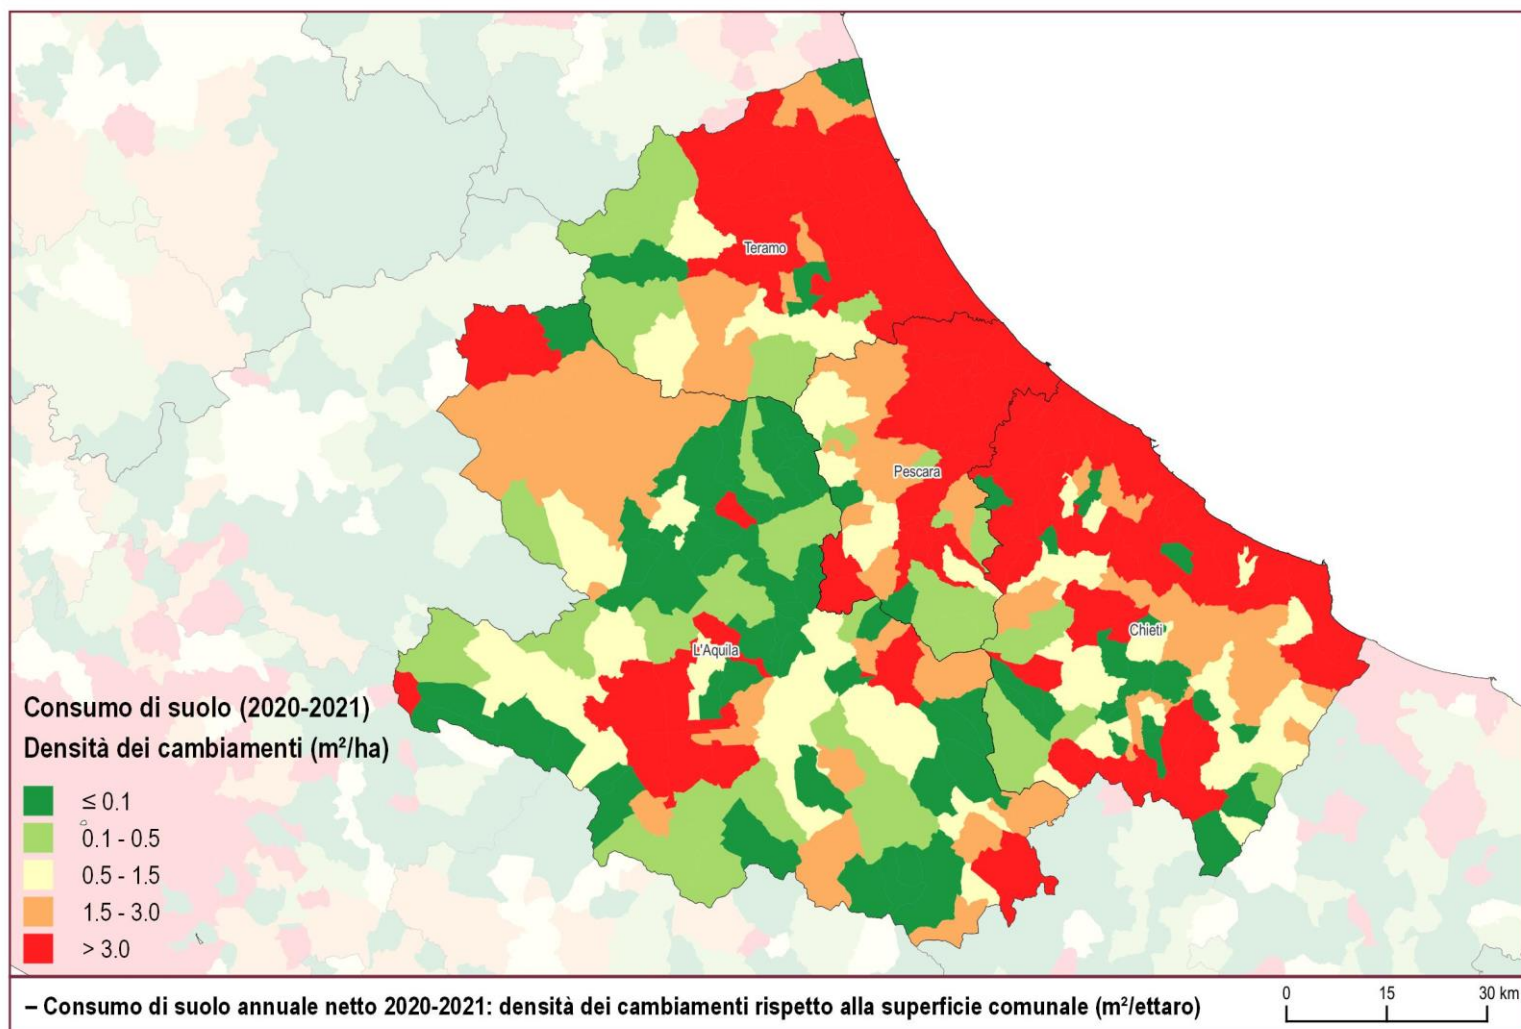 Teramo
Pescara
Chieti
L'Aquila
Consumo di suolo (2020-2021)
Densità dei cambiamenti (m²/ha)
≤ 0.1
0.1 - 0.5
0.5 - 1.5
1.5 - 3.0
> 3.0
– Consumo di suolo annuale netto 2020-2021: densità dei cambiamenti rispetto alla superficie comunale (m²/ettaro)
0 15 30 km